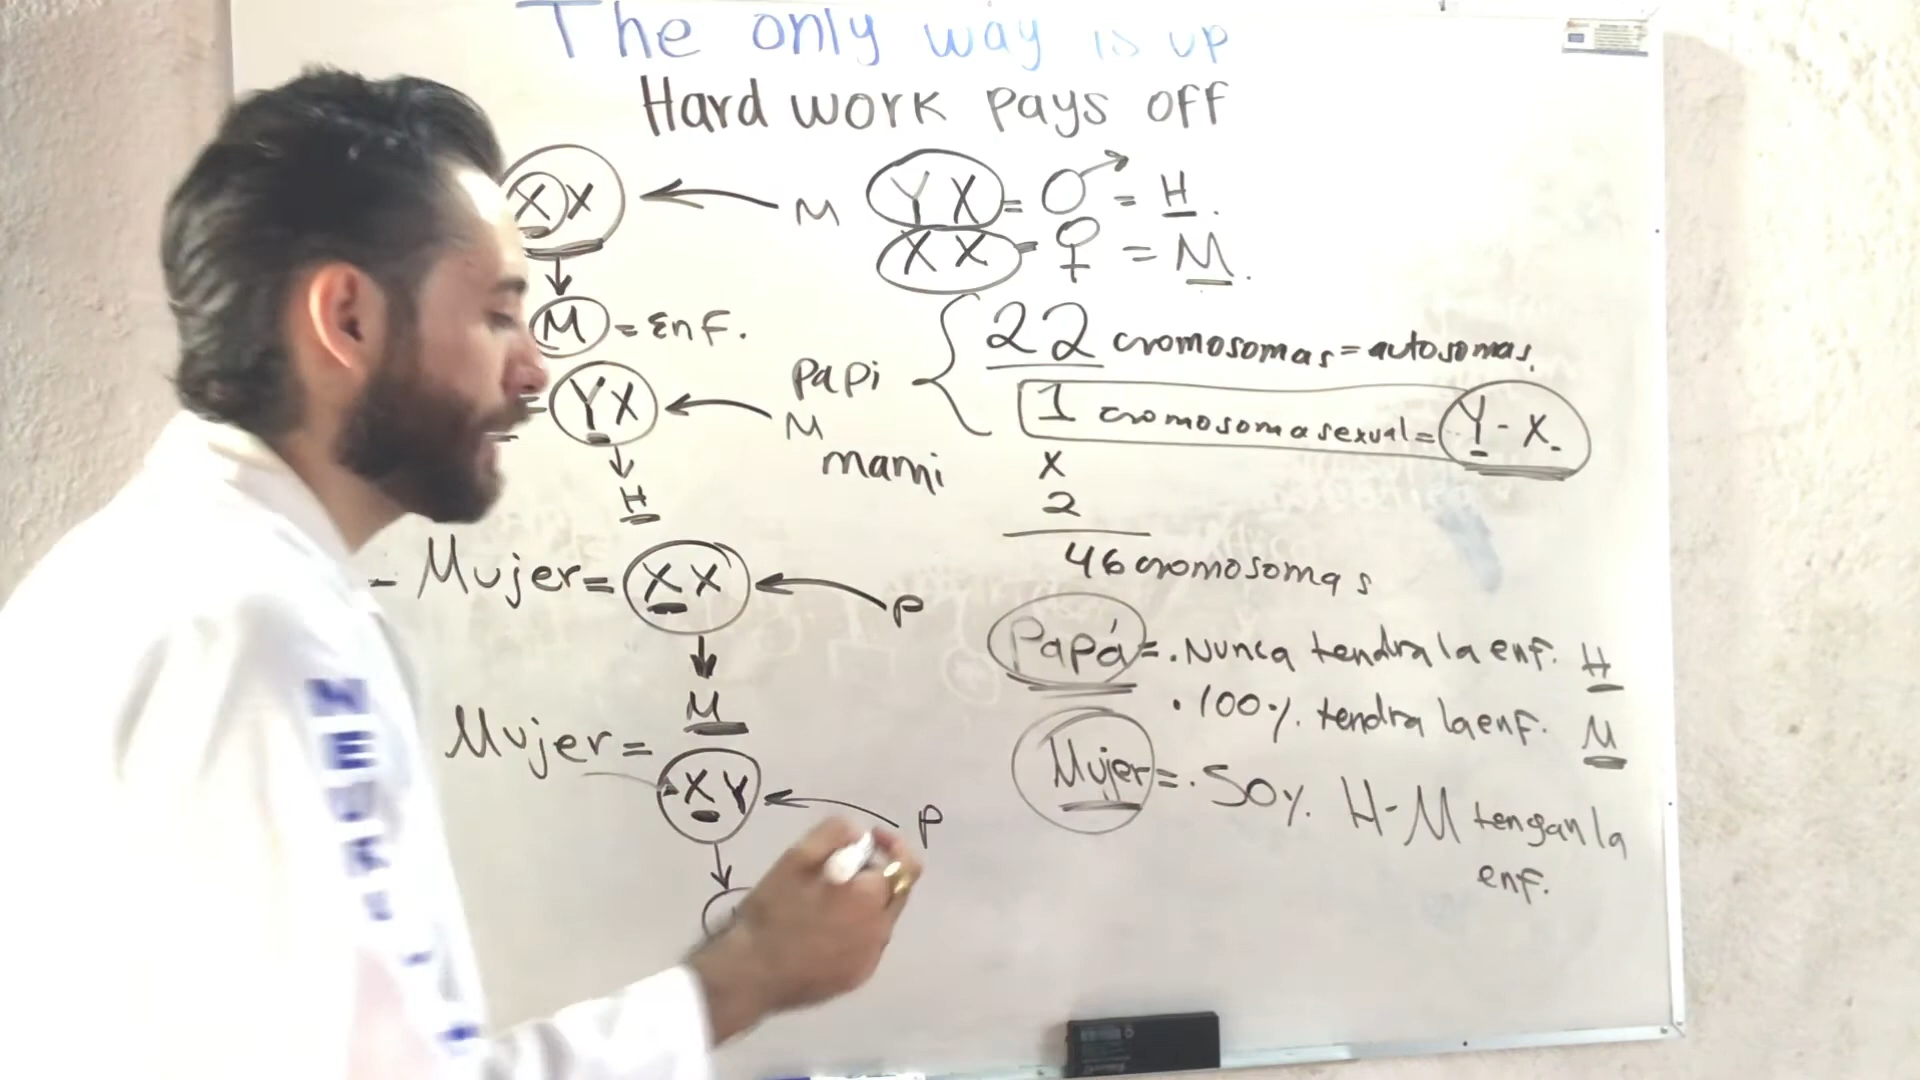 The only way is up
Hard work pays off
XX ← M
↓
M = Enf.
YX ← M
↓
H
- Mujer = XX ← P
↓
M
Mujer =
XY ← P
↓
YX = ♂ = H.
XX = ♀ = M.
papi
mami
22 cromosomas = autosomas.
1 cromosoma sexual = Y - X.
x
2
46 cromosomas
Papá = . Nunca tendra la enf. H
. 100%. tendra la enf. M
Mujer = . 50%. H - M tengan la
enf.